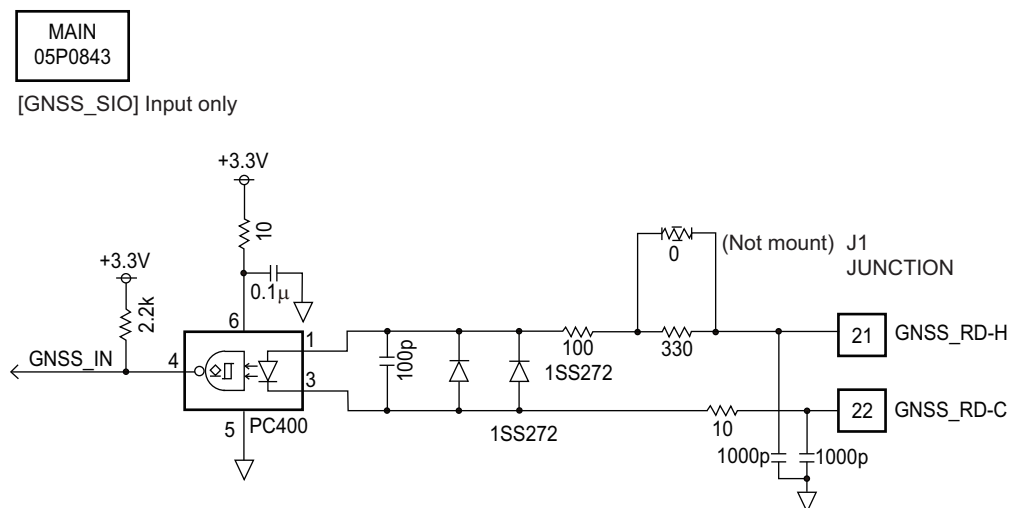 MAIN
05P0843
[GNSS_SIO] Input only
+3.3V
10
0.1μ
+3.3V
2.2k
GNSS_IN
4
6
1
3
5
PC400
100p
1SS272
1SS272
100
330
0
(Not mount)
J1
JUNCTION
21
GNSS_RD-H
22
GNSS_RD-C
10
1000p
1000p